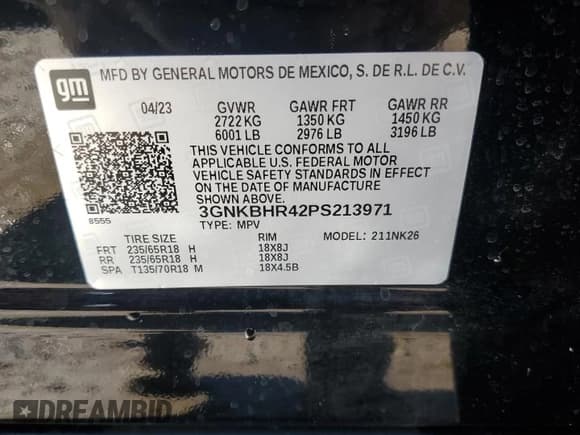 gm
MFD BY GENERAL MOTORS DE MEXICO, S. DE R.L. DE C.V.
04/23 GVWR GAWR FRT GAWR RR
2722 KG 1350 KG 1450 KG
6001 LB 2976 LB 3196 LB
THIS VEHICLE CONFORMS TO ALL
APPLICABLE U.S. FEDERAL MOTOR
VEHICLE SAFETY STANDARDS IN EFFECT
ON THE DATE OF MANUFACTURE
SHOWN ABOVE.
8555
3GNKBHR42PS213971
TYPE: MPV
TIRE SIZE RIM MODEL: 211NK26
FRT 235/65R18 H 18X8J
RR 235/65R18 H 18X8J
SPA T135/70R18 M 18X4.5B
DREAMBID